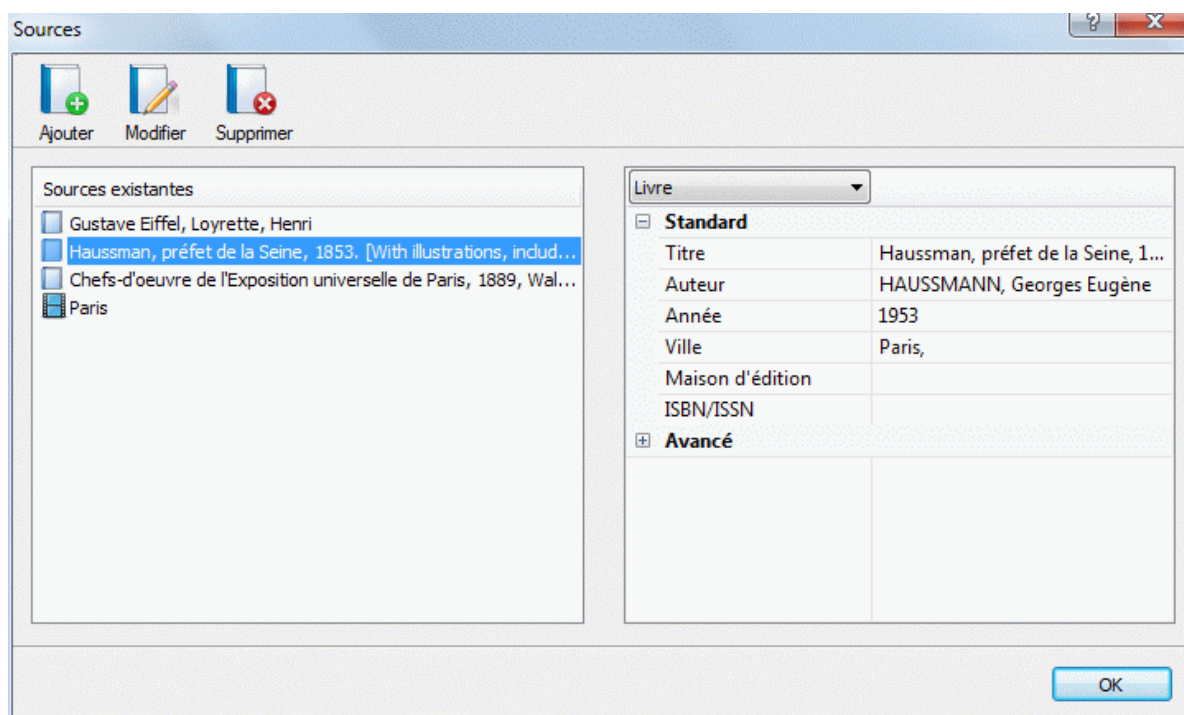 Sources
?
X
Ajouter Modifier Supprimer
Sources existantes
Gustave Eiffel, Loyrette, Henri
Haussman, préfet de la Seine, 1853. [With illustrations, includ...
Chefs-d'oeuvre de l'Exposition universelle de Paris, 1889, Wal...
Paris
Livre
Standard
Titre Haussman, préfet de la Seine, 1...
Auteur HAUSSMANN, Georges Eugène
Année 1953
Ville Paris,
Maison d'édition
ISBN/ISSN
Avancé
OK